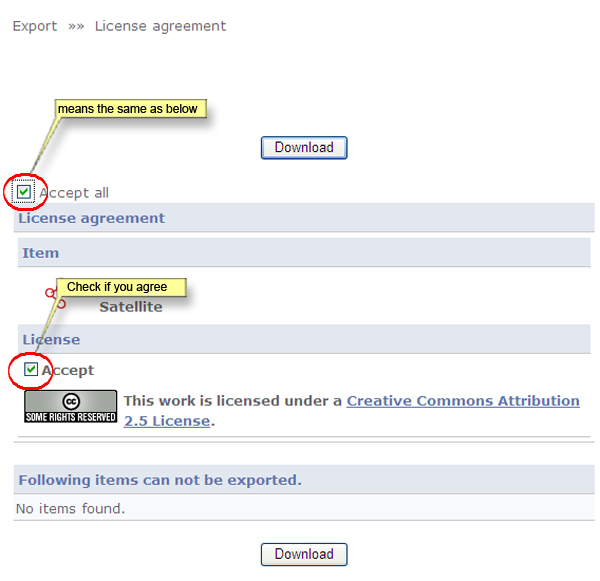 Export »» License agreement
means the same as below
Download
Accept all
License agreement
Item
Check if you agree
Satellite
License
Accept
cc
SOME RIGHTS RESERVED
This work is licensed under a Creative Commons Attribution
2.5 License.
Following items can not be exported.
No items found.
Download